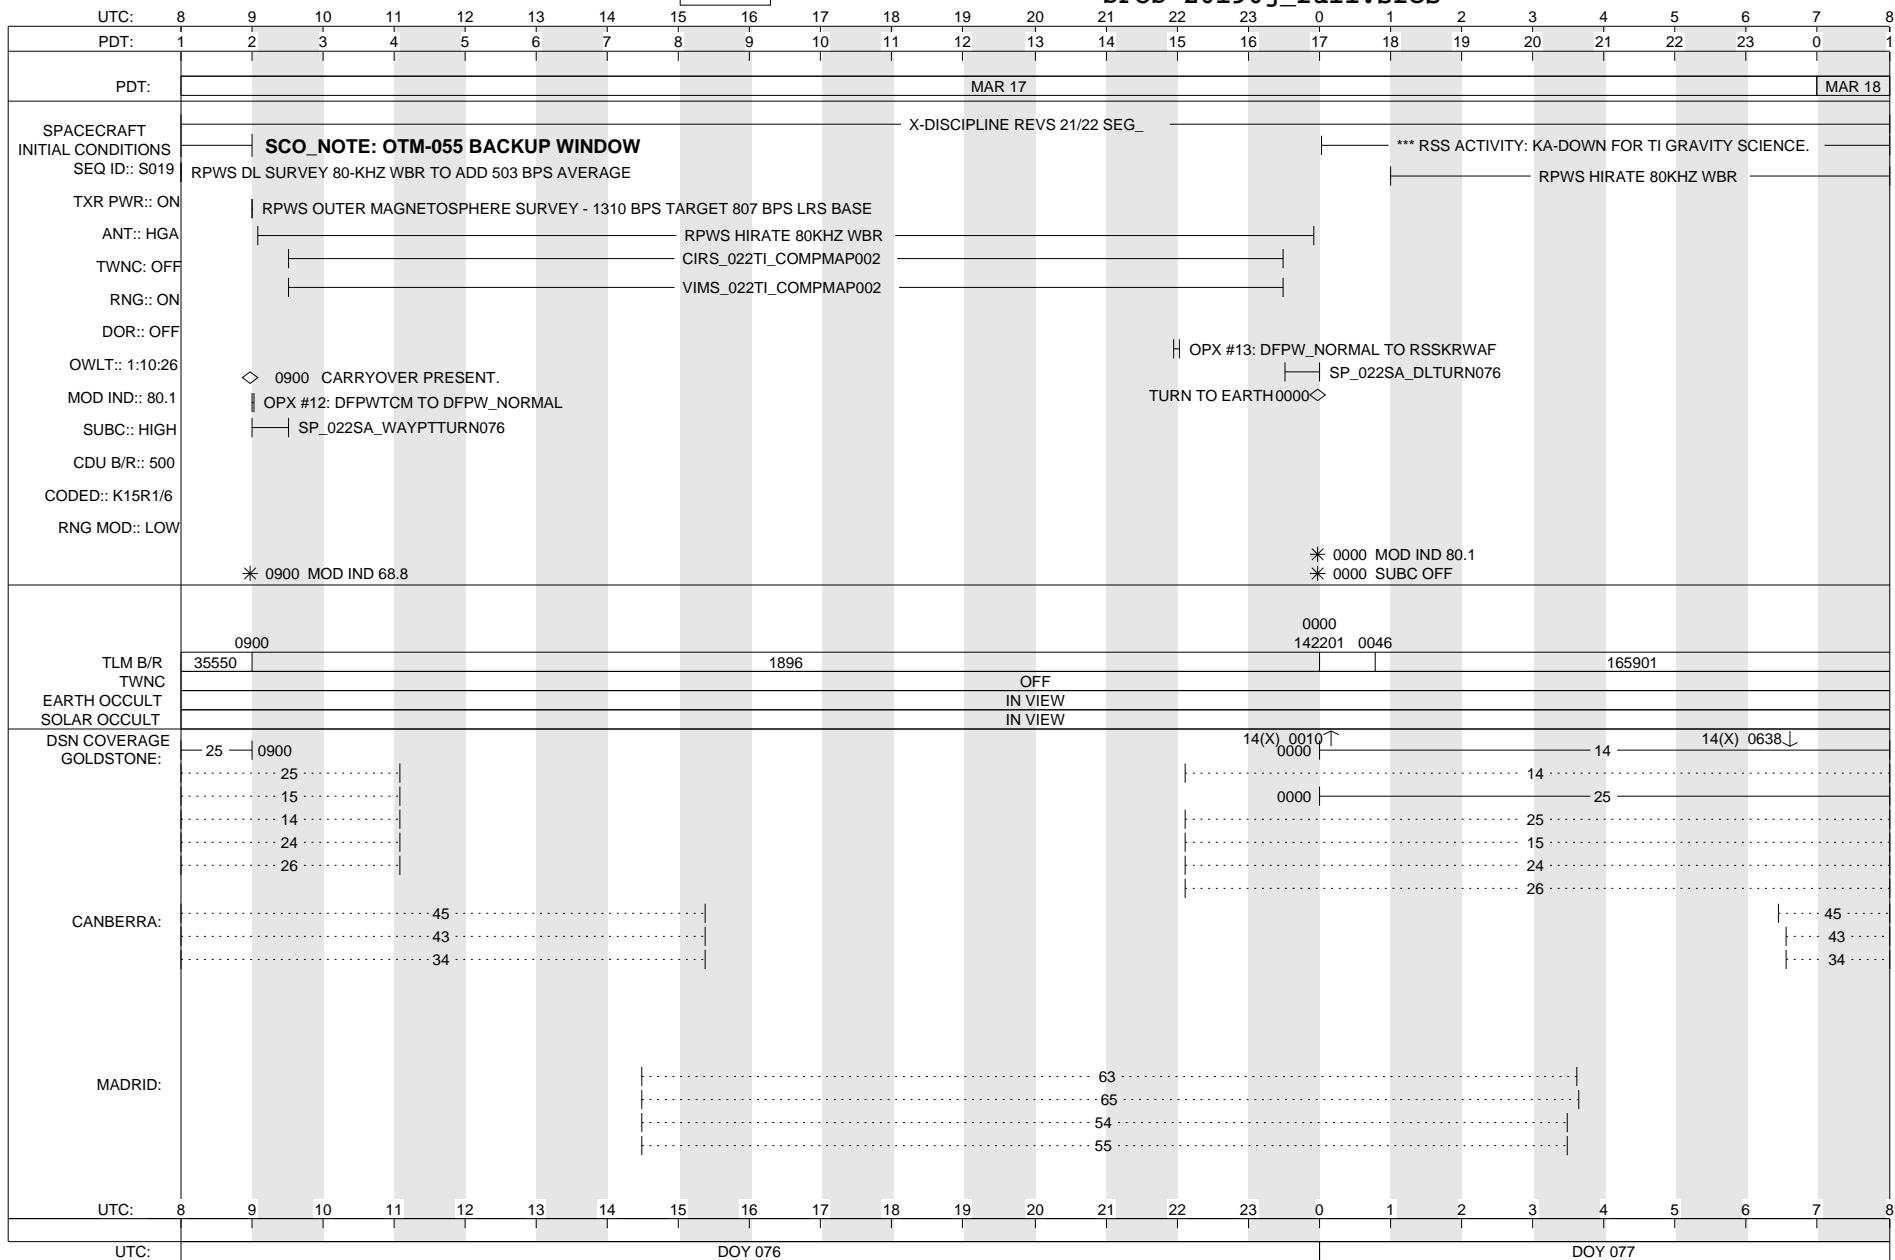 UTC: 8 9 10 11 12 13 14 15 16 17 18 19 20 21 22 23 0 1 2 3 4 5 6 7 8
PDT: 1 2 3 4 5 6 7 8 9 10 11 12 13 14 15 16 17 18 19 20 21 22 23 0 1
PDT: MAR 17 MAR 18
X-DISCIPLINE REVS 21/22 SEG_
SPACECRAFT
INITIAL CONDITIONS
SCO_NOTE: OTM-055 BACKUP WINDOW
*** RSS ACTIVITY: KA-DOWN FOR TI GRAVITY SCIENCE.
SEQ ID:: S019
RPWS DL SURVEY 80-KHZ WBR TO ADD 503 BPS AVERAGE
RPWS HIRATE 80KHZ WBR
TXR PWR:: ON
RPWS OUTER MAGNETOSPHERE SURVEY - 1310 BPS TARGET 807 BPS LRS BASE
ANT:: HGA
RPWS HIRATE 80KHZ WBR
CIRS_022TI_COMPMAP002
TWNC: OFF
VIMS_022TI_COMPMAP002
RNG:: ON
DOR:: OFF
OPX #13: DFPW_NORMAL TO RSSKRWAF
OWLT:: 1:10:26
SP_022SA_DLTURN076
0900 CARRYOVER PRESENT.
MOD IND:: 80.1
TURN TO EARTH 0000
OPX #12: DFPWTCM TO DFPW_NORMAL
SUBC:: HIGH
SP_022SA_WAYPTTURN076
CDU B/R:: 500
CODED:: K15R1/6
RNG MOD:: LOW
0000 MOD IND 80.1
0900 MOD IND 68.8
0000 SUBC OFF
0000
0900 142201 0046
TLM B/R 35550 1896 165901
TWNC OFF
EARTH OCCULT IN VIEW
SOLAR OCCULT IN VIEW
DSN COVERAGE
14(X) 0010 14(X) 0638
GOLDSTONE: 25 0900 0000 14
25 14
15 0000 25
14 25
24 15
26 24
26
CANBERRA: 45 45
43 43
34 34
MADRID: 63
65
54
55
UTC: 8 9 10 11 12 13 14 15 16 17 18 19 20 21 22 23 0 1 2 3 4 5 6 7 8
UTC: DOY 076 DOY 077